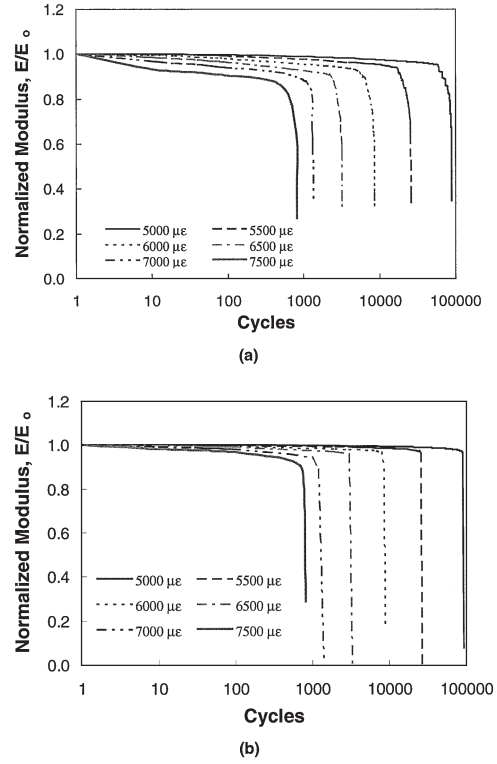 Normalized Modulus, E/Eo
1.2
1.0
0.8
0.6
0.4
0.2
0.0
5000 µε 5500 µε
6000 µε 6500 µε
7000 µε 7500 µε
1 10 100 1000 10000 100000
Cycles
(a)
Normalized Modulus, E/Eo
1.2
1.0
0.8
0.6
0.4
0.2
0.0
5000 µε 5500 µε
6000 µε 6500 µε
7000 µε 7500 µε
1 10 100 1000 10000 100000
Cycles
(b)